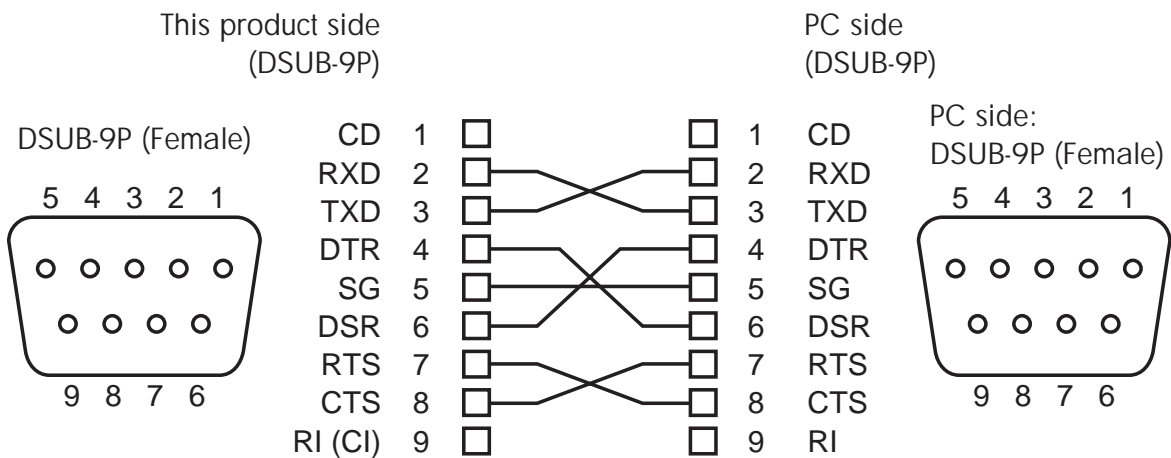 This product side
(DSUB-9P)
PC side
(DSUB-9P)
DSUB-9P (Female)
5 4 3 2 1
9 8 7 6
CD 1
RXD 2
TXD 3
DTR 4
SG 5
DSR 6
RTS 7
CTS 8
RI (CI) 9
1 CD
2 RXD
3 TXD
4 DTR
5 SG
6 DSR
7 RTS
8 CTS
9 RI
PC side:
DSUB-9P (Female)
5 4 3 2 1
9 8 7 6